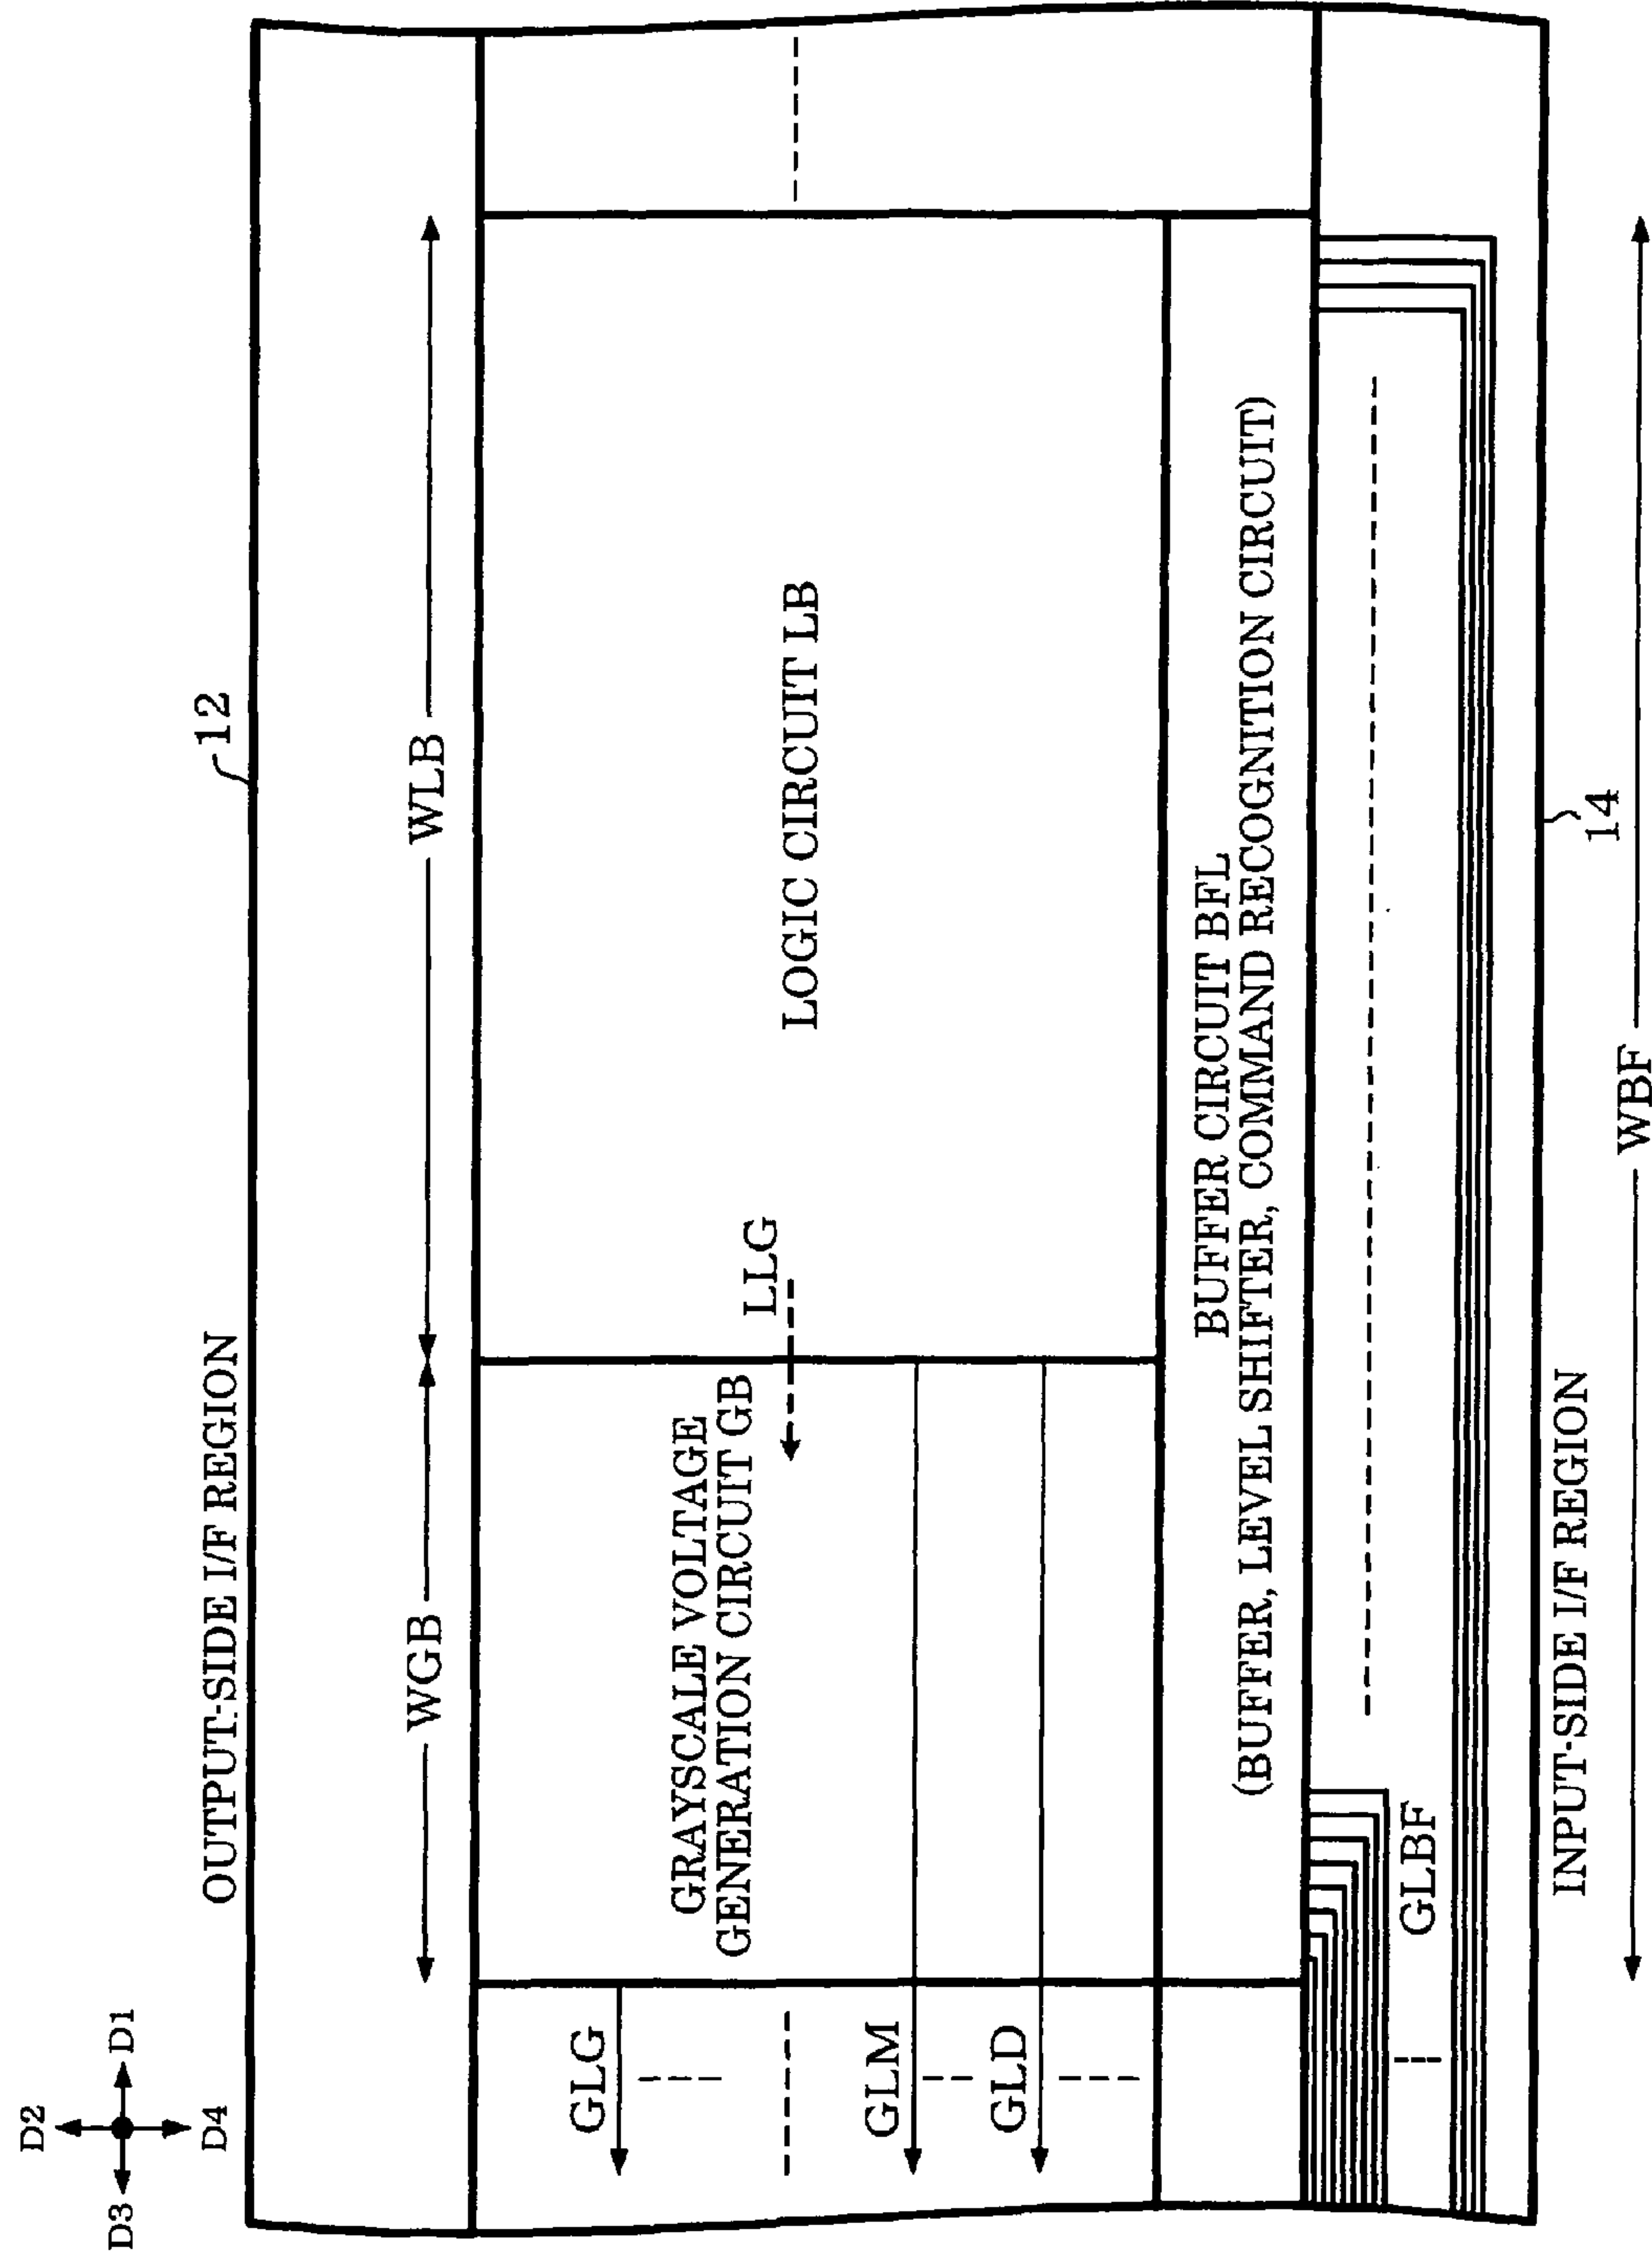 D2
D3
D1
D4
OUTPUT-SIDE I/F REGION
12
WGB
WLB
GLG
GRAYSCALE VOLTAGE
GENERATION CIRCUIT GB
LLG
LOGIC CIRCUIT LB
GLM
GLD
BUFFER CIRCUIT BFL
(BUFFER, LEVEL SHIFTER, COMMAND RECOGNITION CIRCUIT)
GLBF
INPUT-SIDE I/F REGION
14
WBF